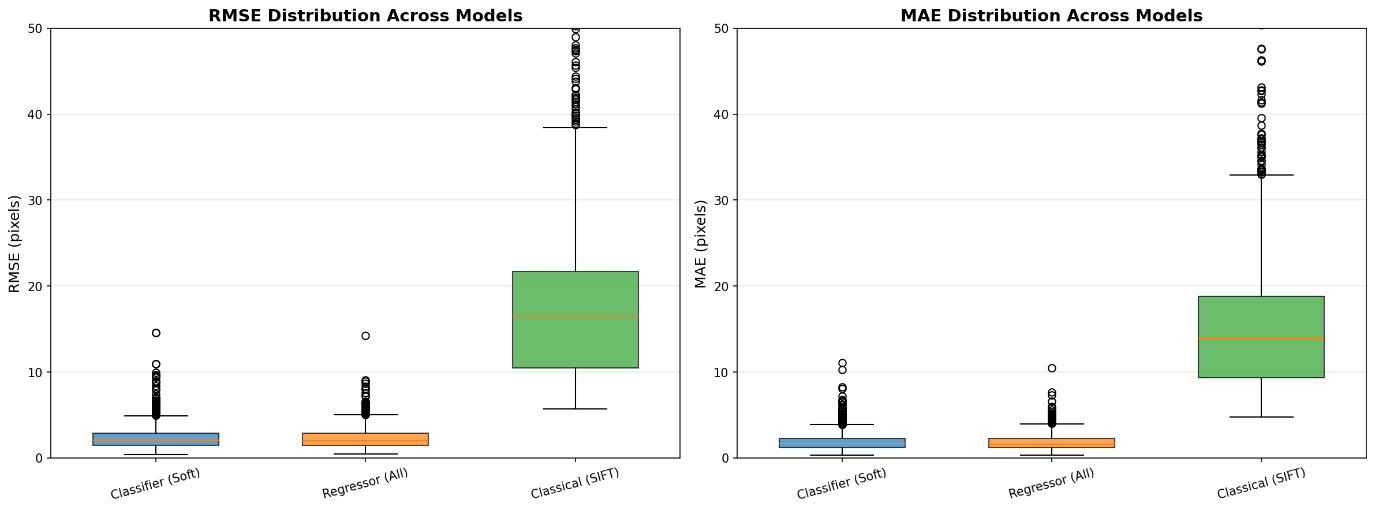 RMSE Distribution Across Models
50
40
30
20
10
0
RMSE (pixels)
Classifier (Soft)
Regressor (All)
Classical (SIFT)
MAE Distribution Across Models
50
40
30
20
10
0
MAE (pixels)
Classifier (Soft)
Regressor (All)
Classical (SIFT)